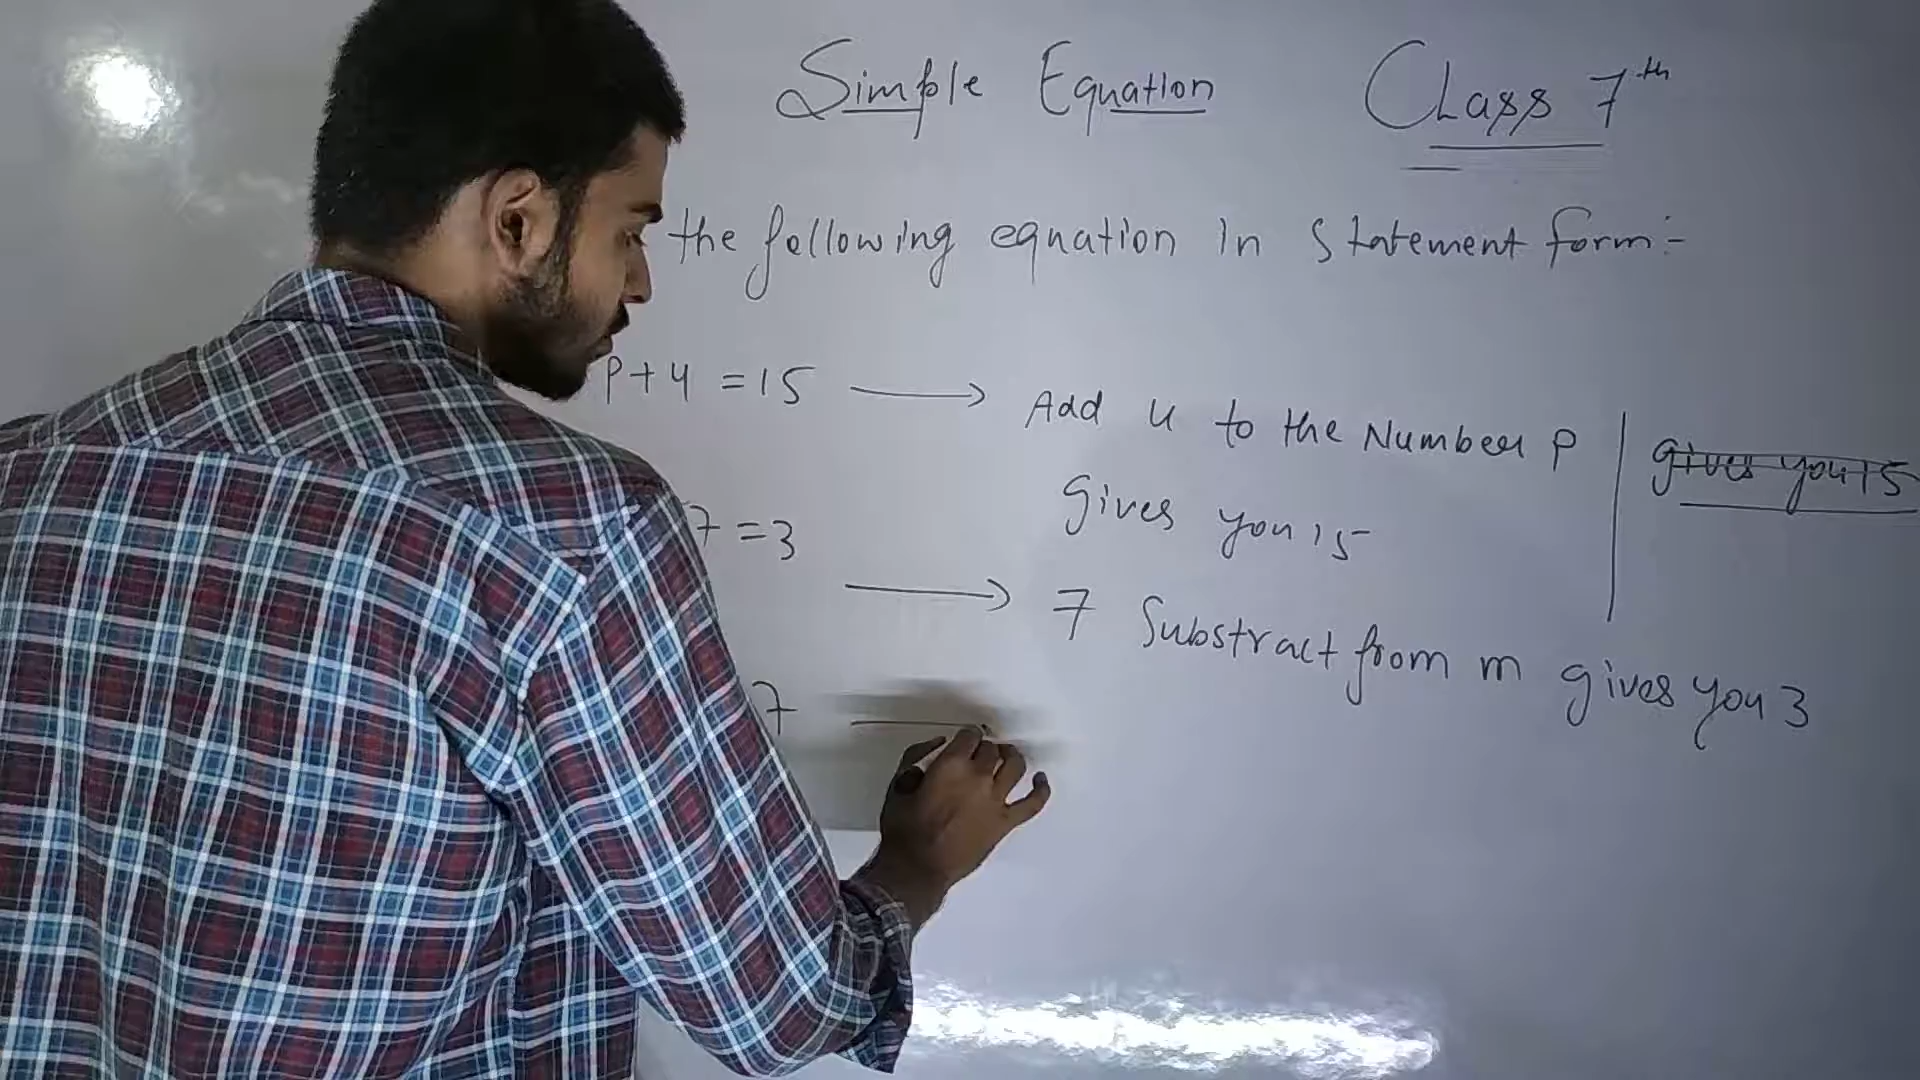 Simple Equation Class 7th
the following equation in Statement form :-
P+4 =15 → Add 4 to the Number P
gives you 15
Gives you 15
7 =3
→ 7 Substract from m gives you 3
7